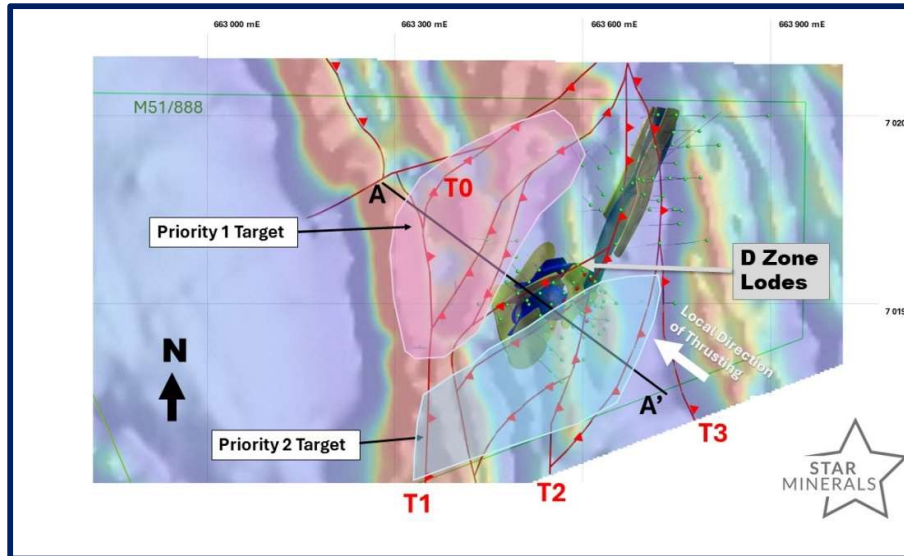 663 000 mE
663 300 mE
663 600 mE
663 900 mE
M51/888
7 020
T0
A
Priority 1 Target
D Zone
Lodes
7 019
Local Direction
of Thrusting
N
A'
Priority 2 Target
T3
T1
T2
STAR
MINERALS